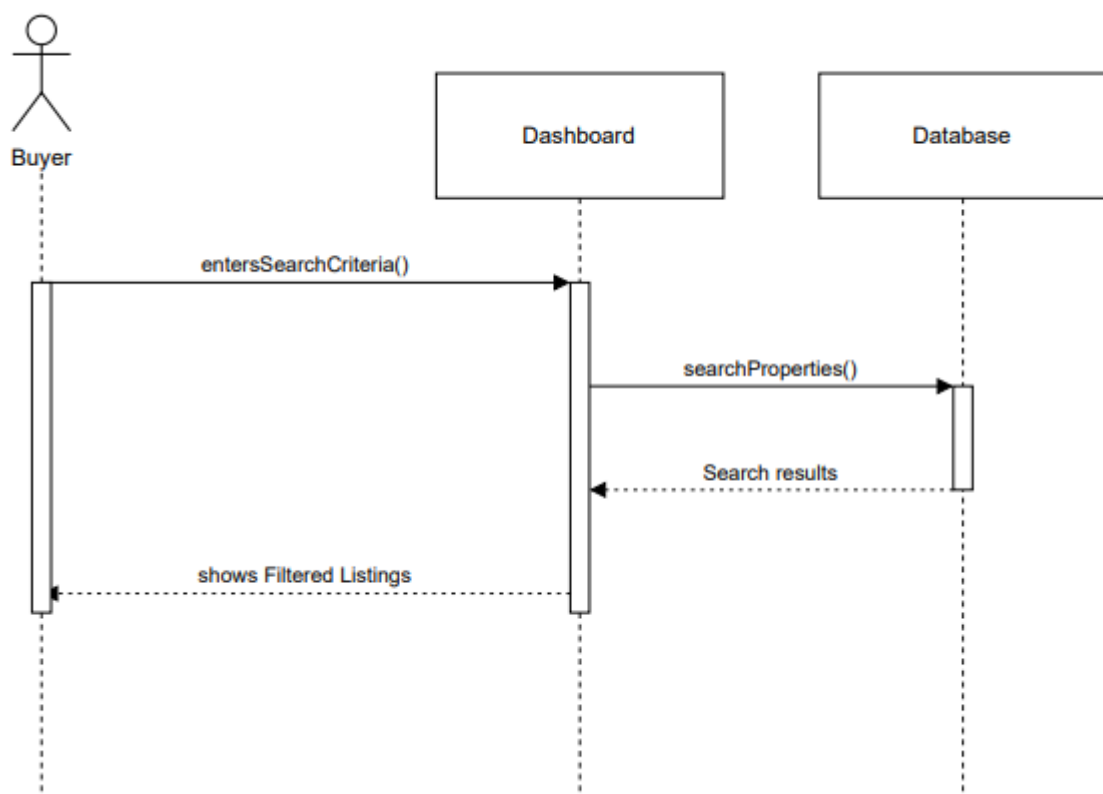 Buyer
Dashboard
Database
entersSearchCriteria()
searchProperties()
Search results
shows Filtered Listings